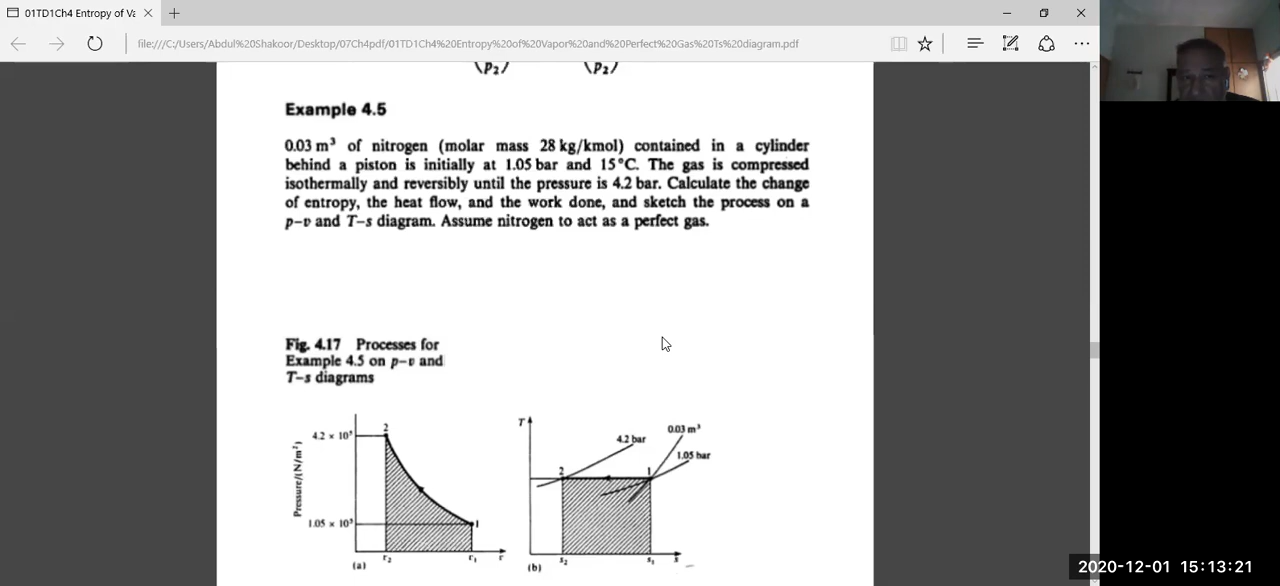 01TD1Ch4 Entropy of Va
file:///C:/Users/Abdul%20Shakoor/Desktop/07Ch4pdf/01TD1Ch4%20Entropy%20of%20Vapor%20and%20Perfect%20Gas%20Ts%20diagram.pdf
(p₂) (p₂)
Example 4.5
0.03 m³ of nitrogen (molar mass 28 kg/kmol) contained in a cylinder
behind a piston is initially at 1.05 bar and 15°C. The gas is compressed
isothermally and reversibly until the pressure is 4.2 bar. Calculate the change
of entropy, the heat flow, and the work done, and sketch the process on a
p–v and T–s diagram. Assume nitrogen to act as a perfect gas.
Fig. 4.17 Processes for
Example 4.5 on p–v and
T–s diagrams
Pressure/(N/m²)
4.2 × 10⁵
2
1.05 × 10⁵
1
v₂ v₁ v
(a)
T
4.2 bar
0.03 m³
1.05 bar
2 1
s₂ s₁ s
(b)
2020-12-01 15:13:21